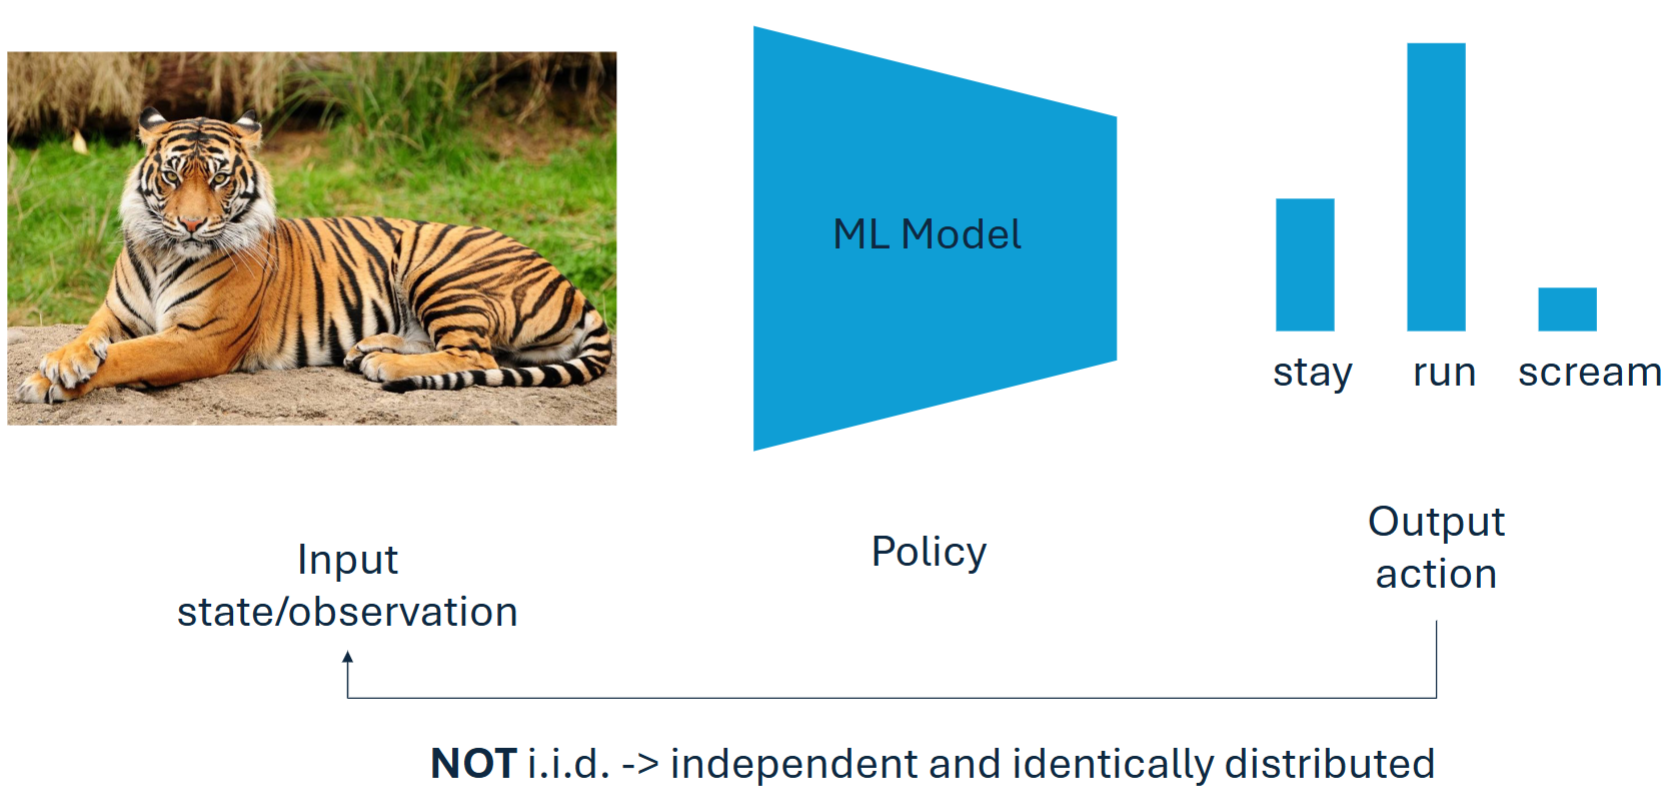 ML Model
stay
run
scream
Input
state/observation
Policy
Output
action
NOT i.i.d. -> independent and identically distributed